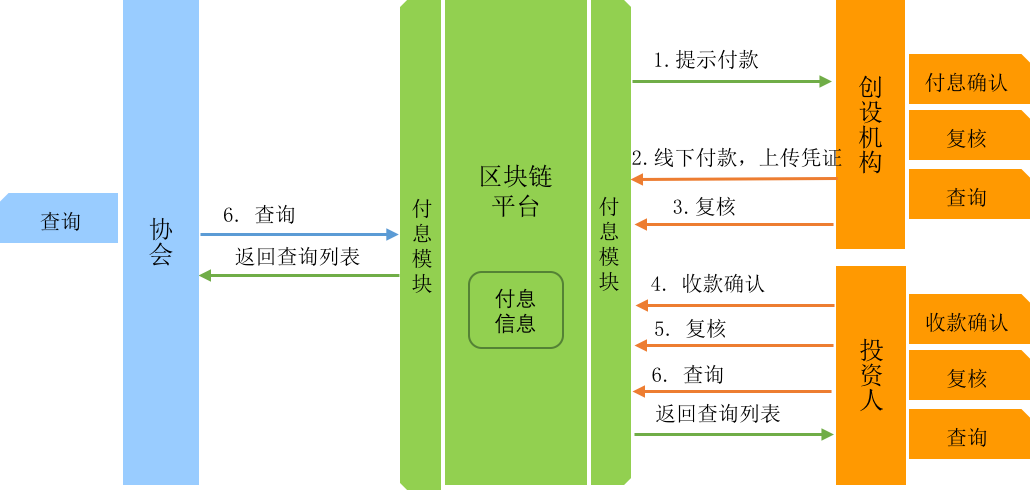 查询
协会
6. 查询
返回查询列表
付息模块
区块链
平台
付息
信息
付息模块
1.提示付款
2.线下付款，上传凭证
3.复核
4. 收款确认
5. 复核
6. 查询
返回查询列表
创设机构
付息确认
复核
查询
投资人
收款确认
复核
查询